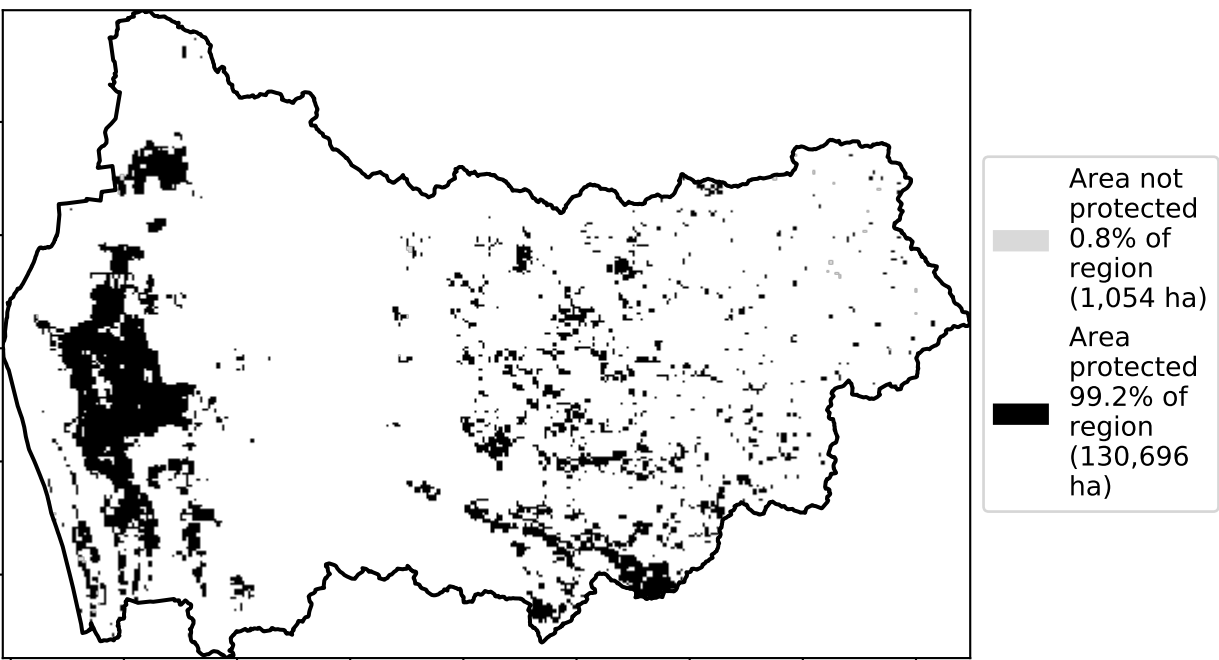 Area not
protected
0.8% of
region
(1,054 ha)
Area
protected
99.2% of
region
(130,696
ha)